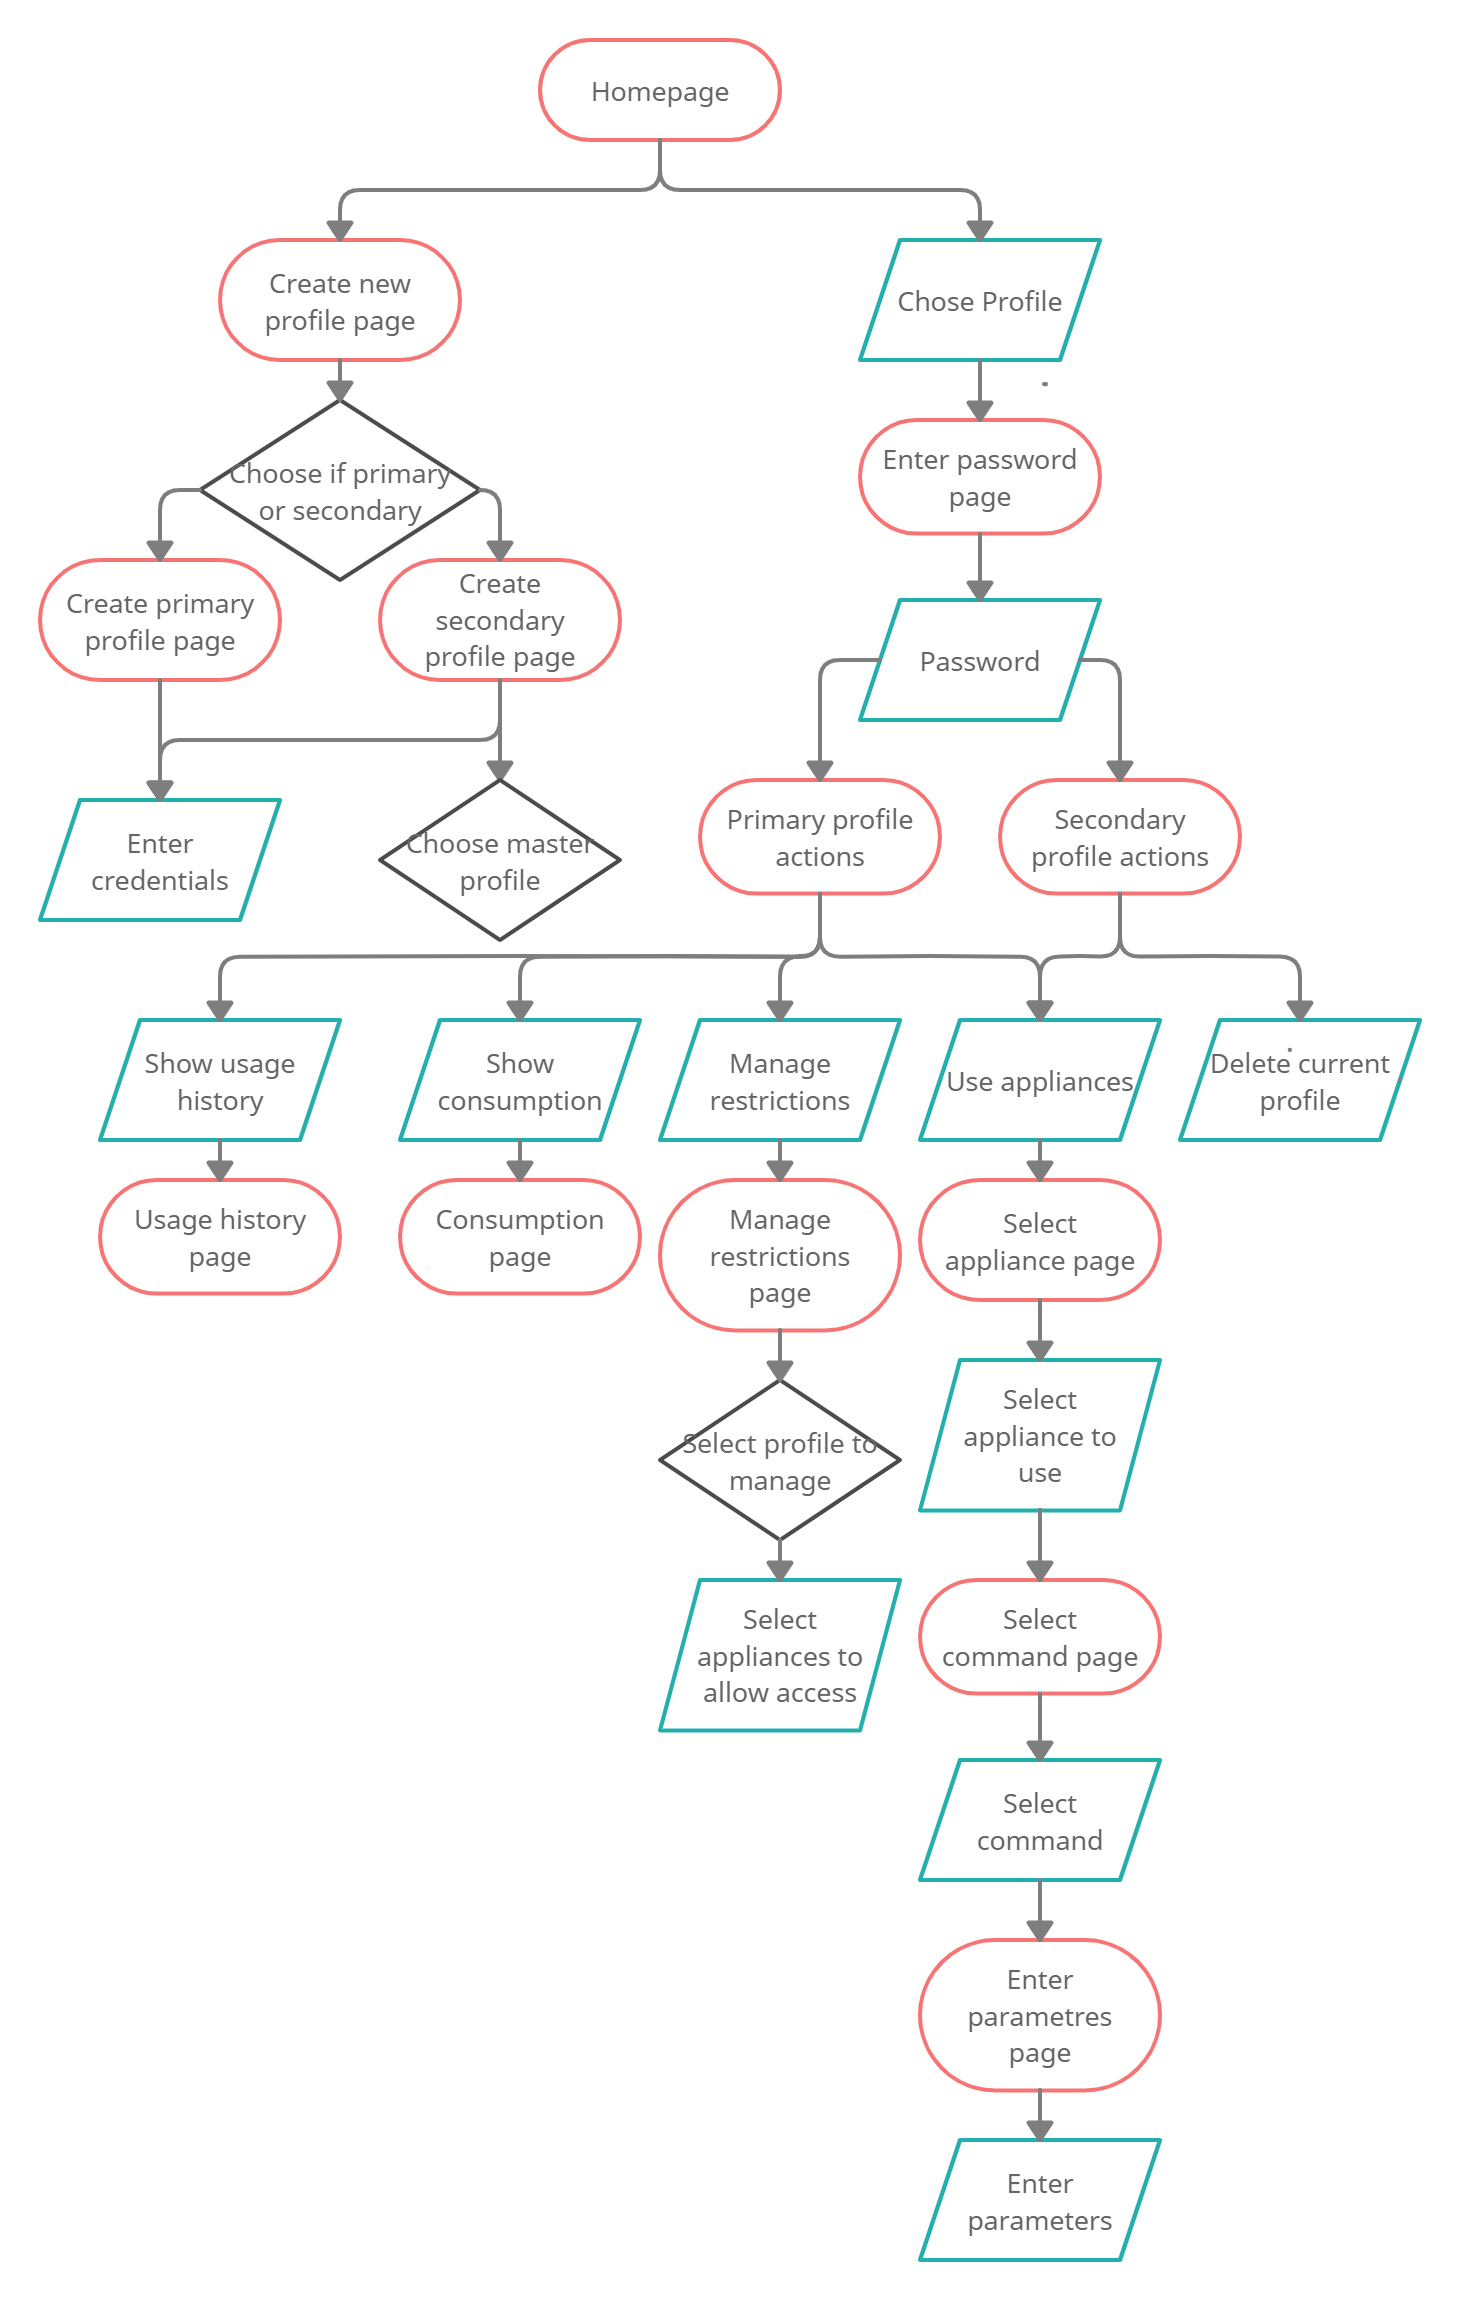 Homepage
Create new
profile page
Chose Profile
Choose if primary
or secondary
Enter password
page
Create primary
profile page
Create
secondary
profile page
Password
Enter
credentials
Choose master
profile
Primary profile
actions
Secondary
profile actions
Show usage
history
Show
consumption
Manage
restrictions
Use appliances
Delete current
profile
Usage history
page
Consumption
page
Manage
restrictions
page
Select
appliance page
Select profile to
manage
Select
appliance to
use
Select
appliances to
allow access
Select
command page
Select
command
Enter
parametres
page
Enter
parameters